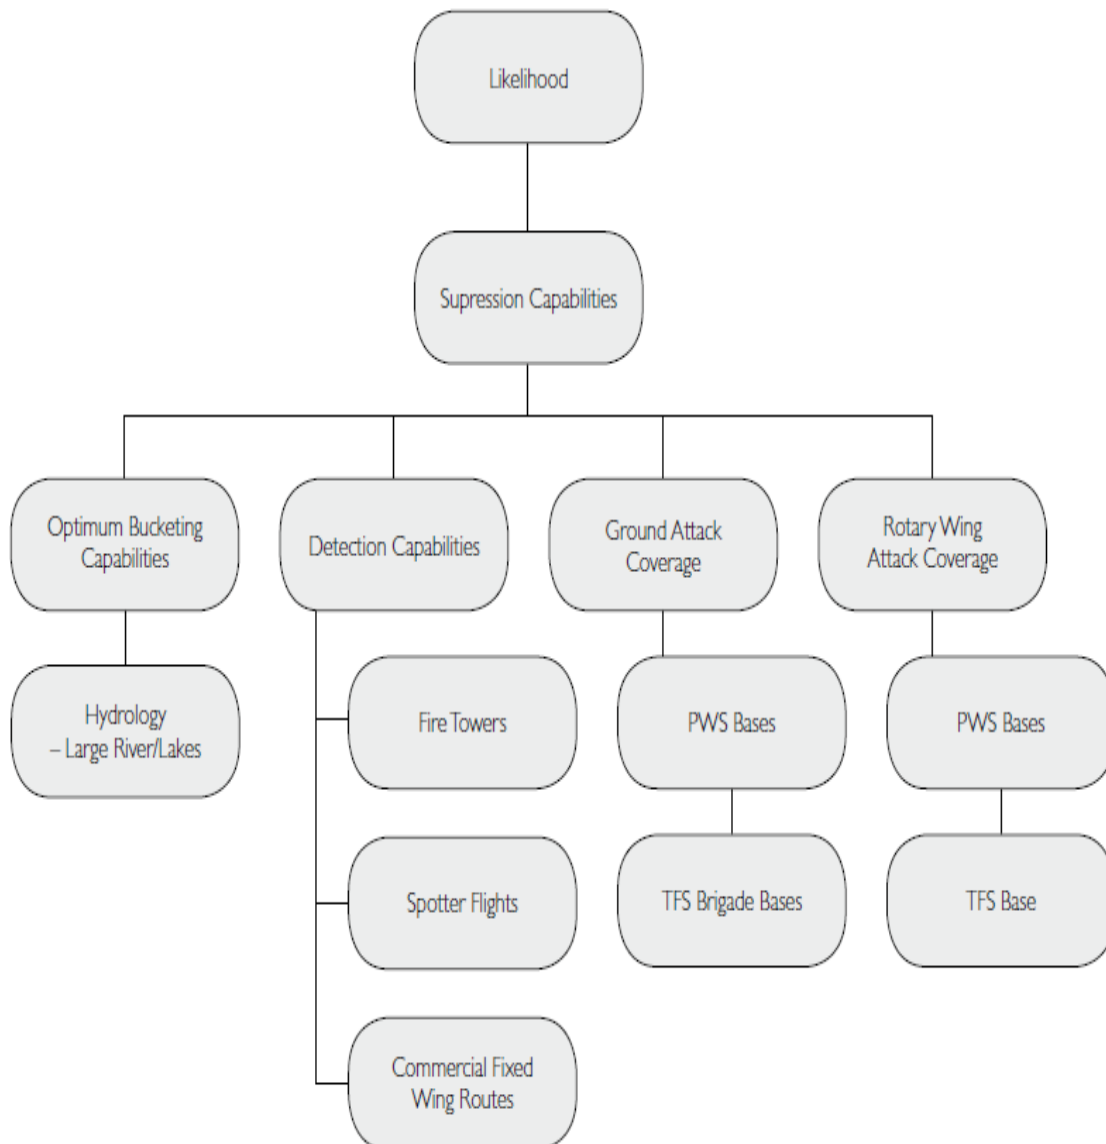 Likelihood
Supression Capabilities
Optimum Bucketing
Capabilities
Detection Capabilities
Ground Attack
Coverage
Rotary Wing
Attack Coverage
Hydrology
– Large River/Lakes
Fire Towers
PWS Bases
PWS Bases
Spotter Flights
TFS Brigade Bases
TFS Base
Commercial Fixed
Wing Routes